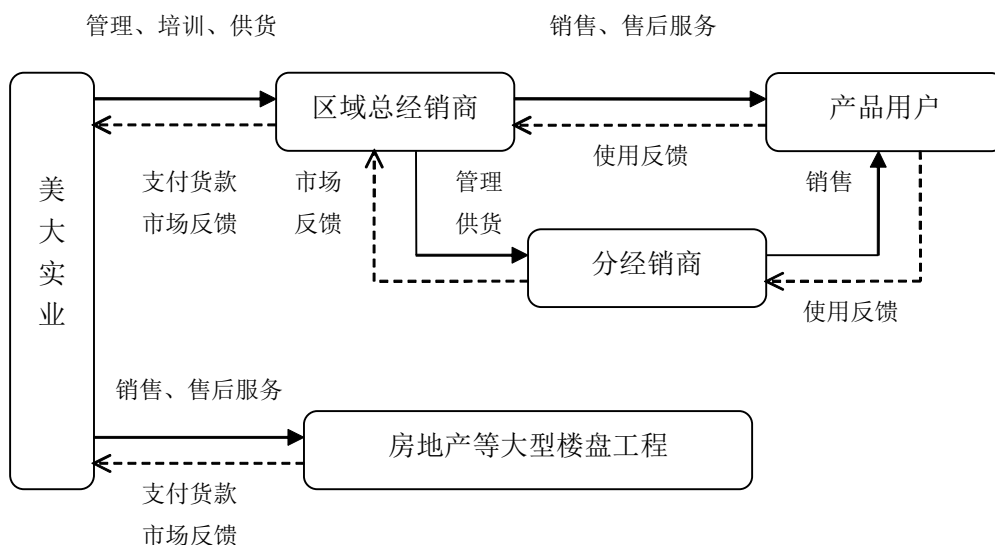 管理、培训、供货
销售、售后服务
区域总经销商
产品用户
使用反馈
支付货款
市场反馈
市场
反馈
管理
供货
销售
美大实业
分经销商
使用反馈
销售、售后服务
房地产等大型楼盘工程
支付货款
市场反馈